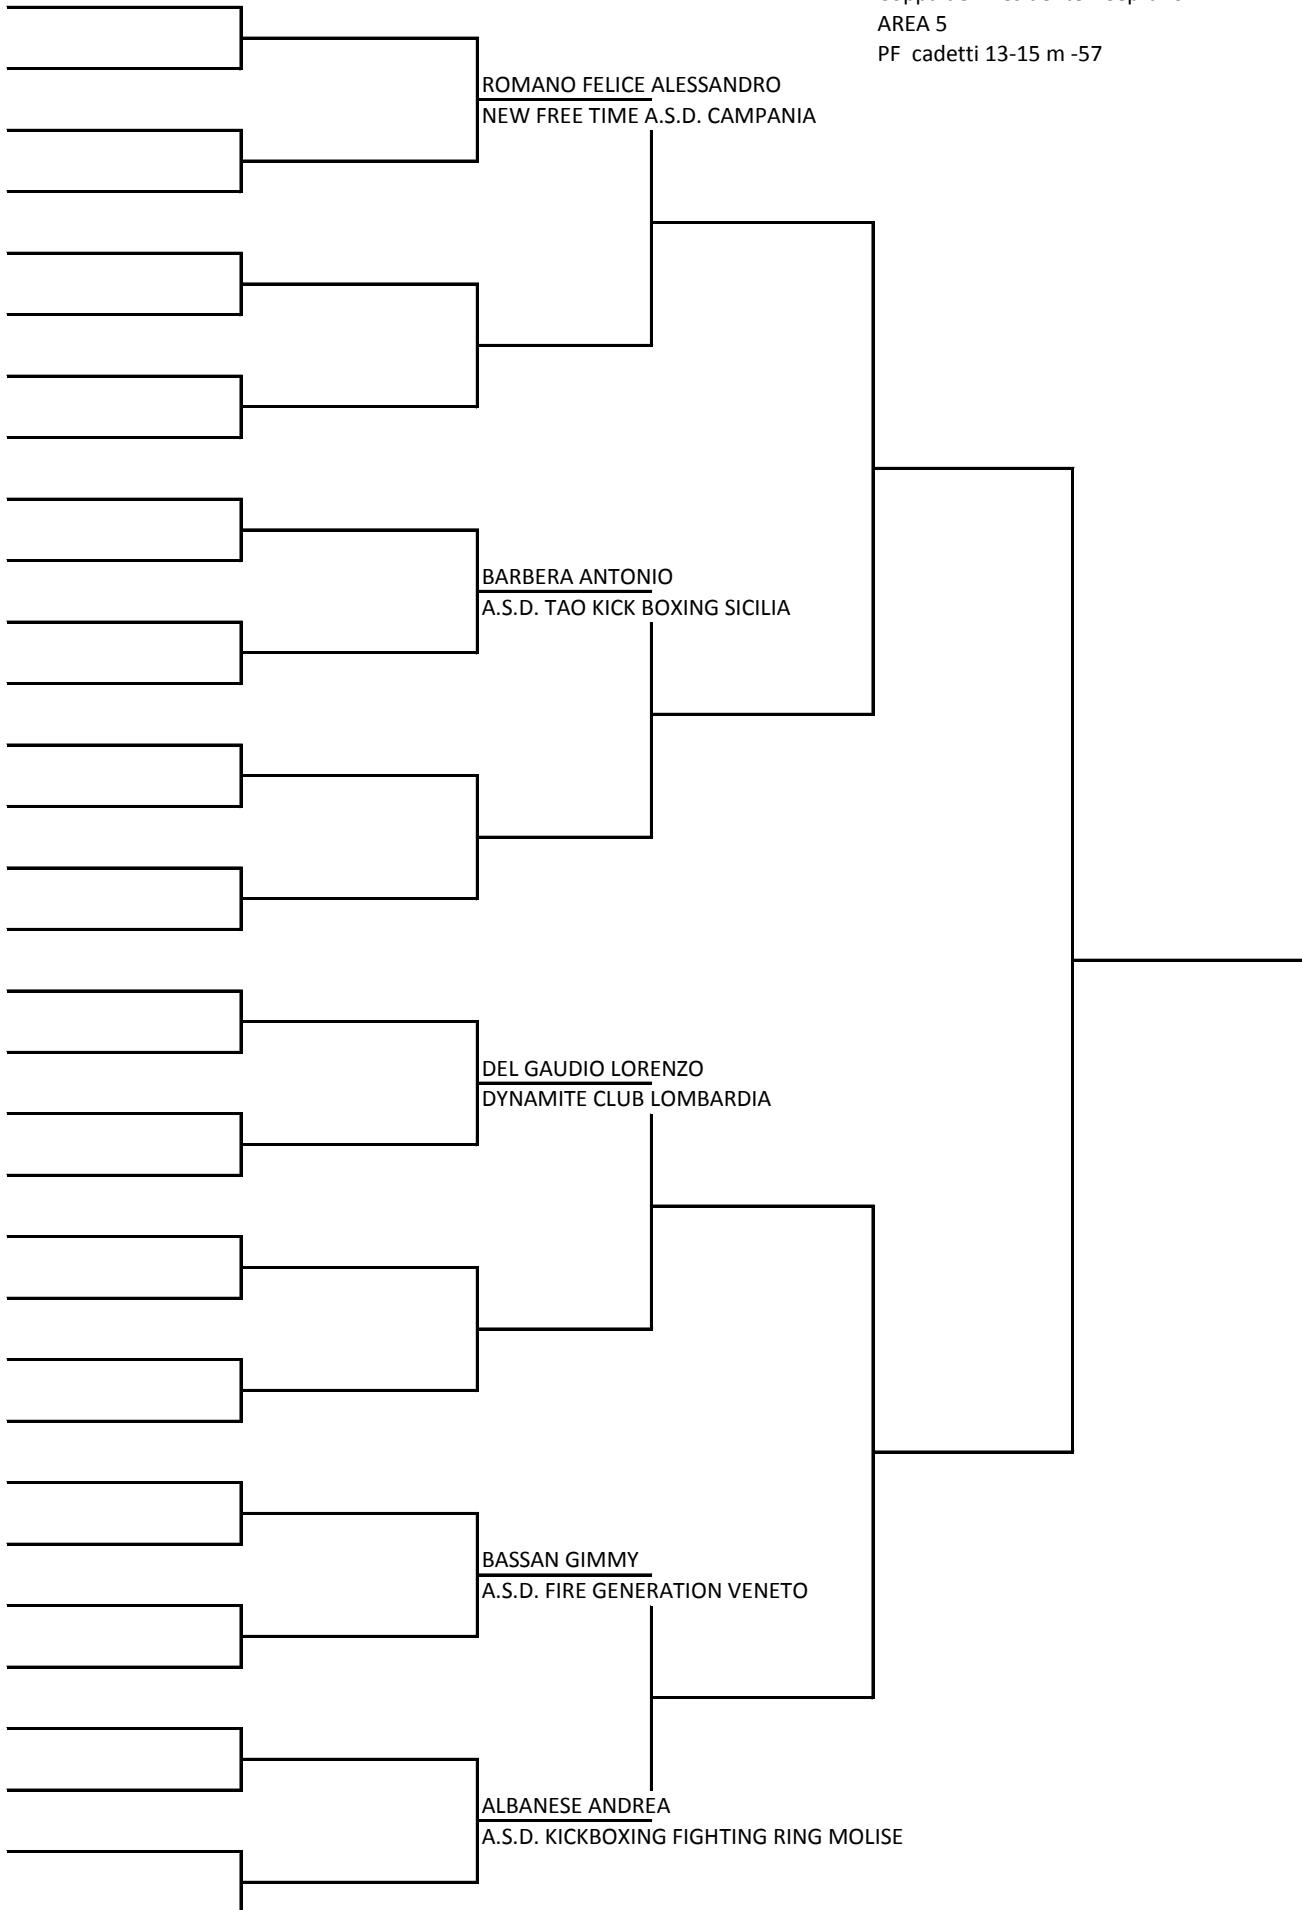 AREA 5
PF cadetti 13-15 m -57
ROMANO FELICE ALESSANDRO
NEW FREE TIME A.S.D. CAMPANIA
BARBERA ANTONIO
A.S.D. TAO KICK BOXING SICILIA
DEL GAUDIO LORENZO
DYNAMITE CLUB LOMBARDIA
BASSAN GIMMY
A.S.D. FIRE GENERATION VENETO
ALBANESE ANDREA
A.S.D. KICKBOXING FIGHTING RING MOLISE